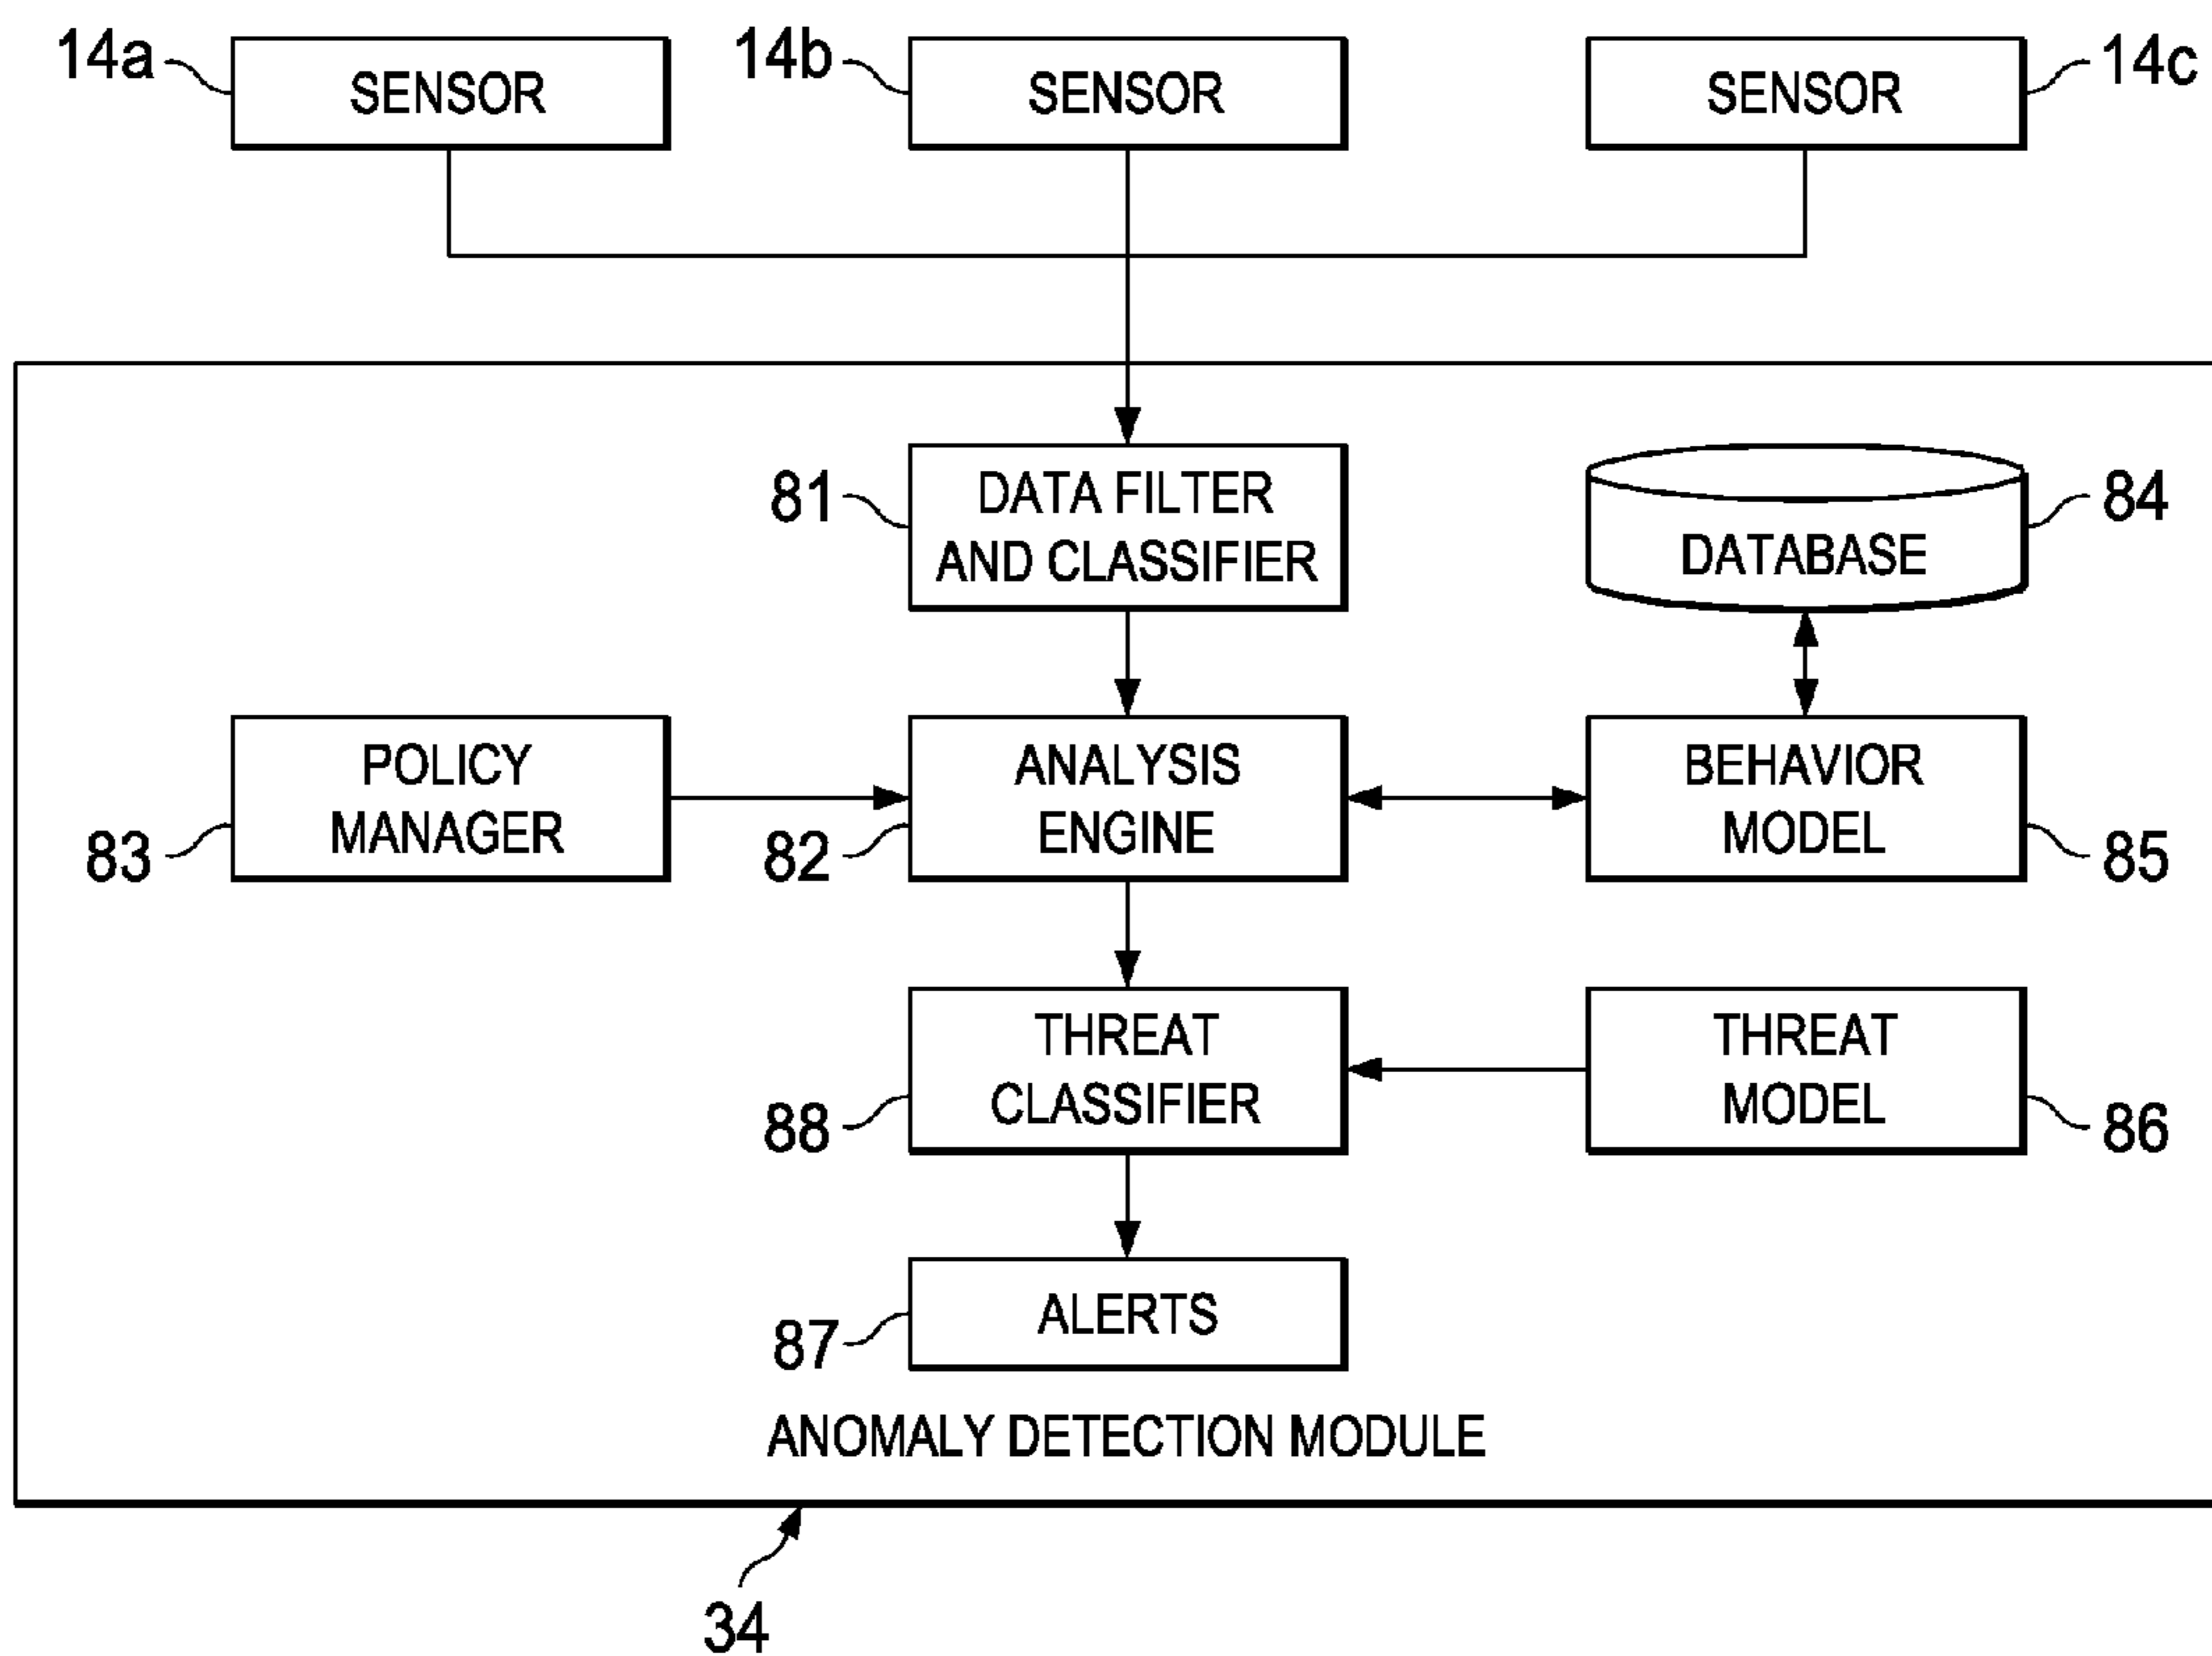 14a
SENSOR
14b
SENSOR
SENSOR
14c
81
DATA FILTER
AND CLASSIFIER
DATABASE
84
POLICY
MANAGER
83
ANALYSIS
ENGINE
82
BEHAVIOR
MODEL
85
THREAT
CLASSIFIER
88
THREAT
MODEL
86
ALERTS
87
ANOMALY DETECTION MODULE
34